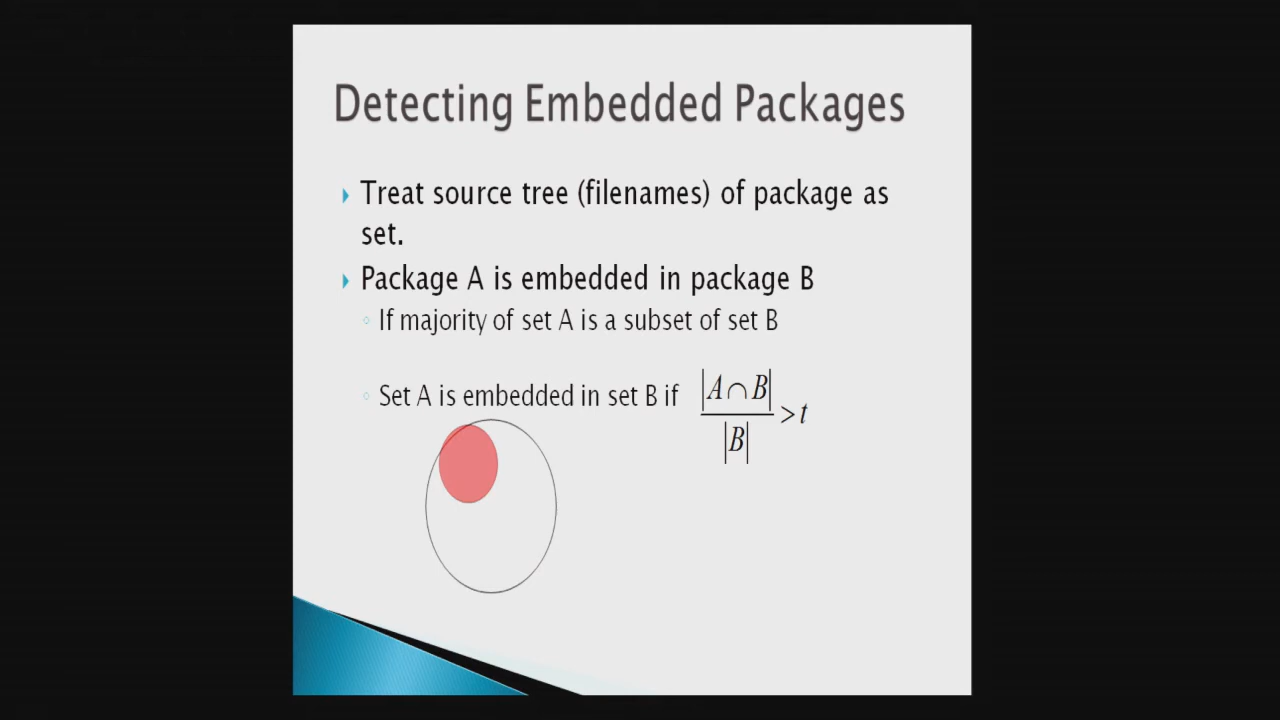 Detecting Embedded Packages
Treat source tree (filenames) of package as
set.
Package A is embedded in package B
If majority of set A is a subset of set B
Set A is embedded in set B if |A ∩ B| / |B| > t